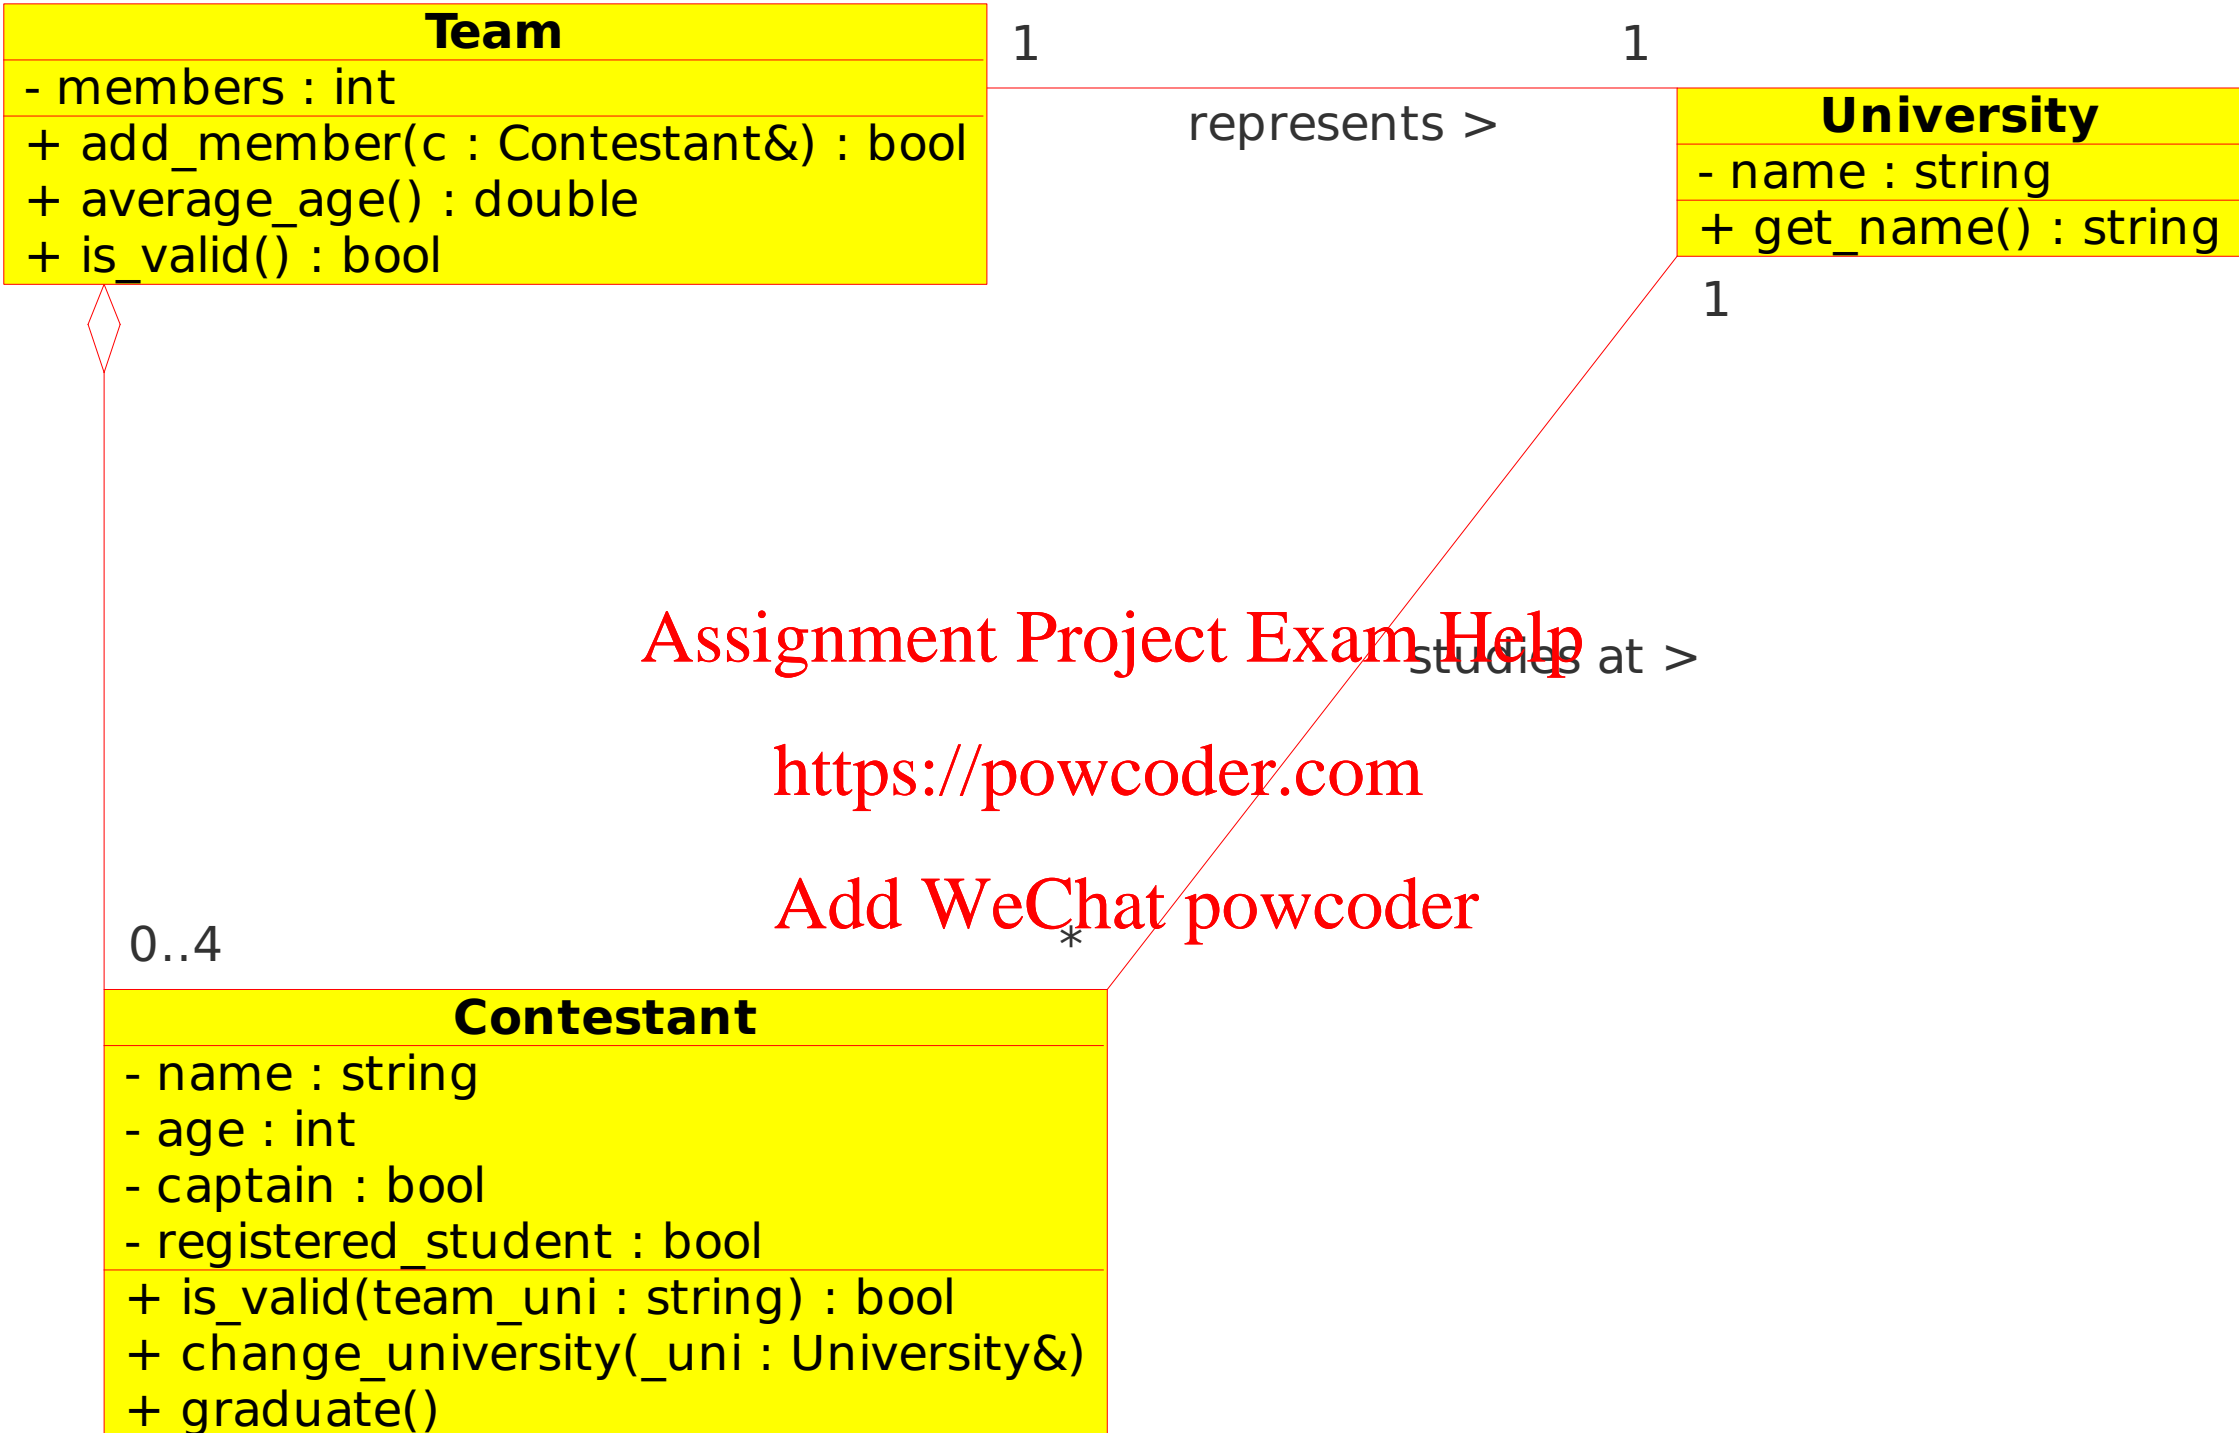 Team
- members : int
+ add_member(c : Contestant&) : bool
+ average_age() : double
+ is_valid() : bool
1
1
represents >
University
- name : string
+ get_name() : string
1
Assignment Project Exam Help
studies at >
https://powcoder.com
Add WeChat powcoder
0..4
*
Contestant
- name : string
- age : int
- captain : bool
- registered_student : bool
+ is_valid(team_uni : string) : bool
+ change_university(_uni : University&)
+ graduate()